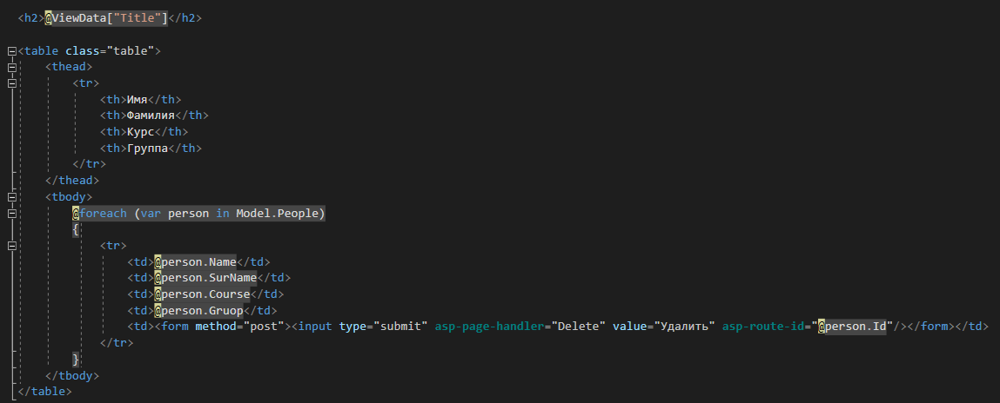 <h2>@ViewData["Title"]</h2>
<table class="table">
<thead>
<tr>
<th>Имя</th>
<th>Фамилия</th>
<th>Курс</th>
<th>Группа</th>
</tr>
</thead>
<tbody>
@foreach (var person in Model.People)
{
<tr>
<td>@person.Name</td>
<td>@person.SurName</td>
<td>@person.Course</td>
<td>@person.Gruop</td>
<td><form method="post"><input type="submit" asp-page-handler="Delete" value="Удалить" asp-route-id="@person.Id"/></form></td>
</tr>
}
</tbody>
</table>